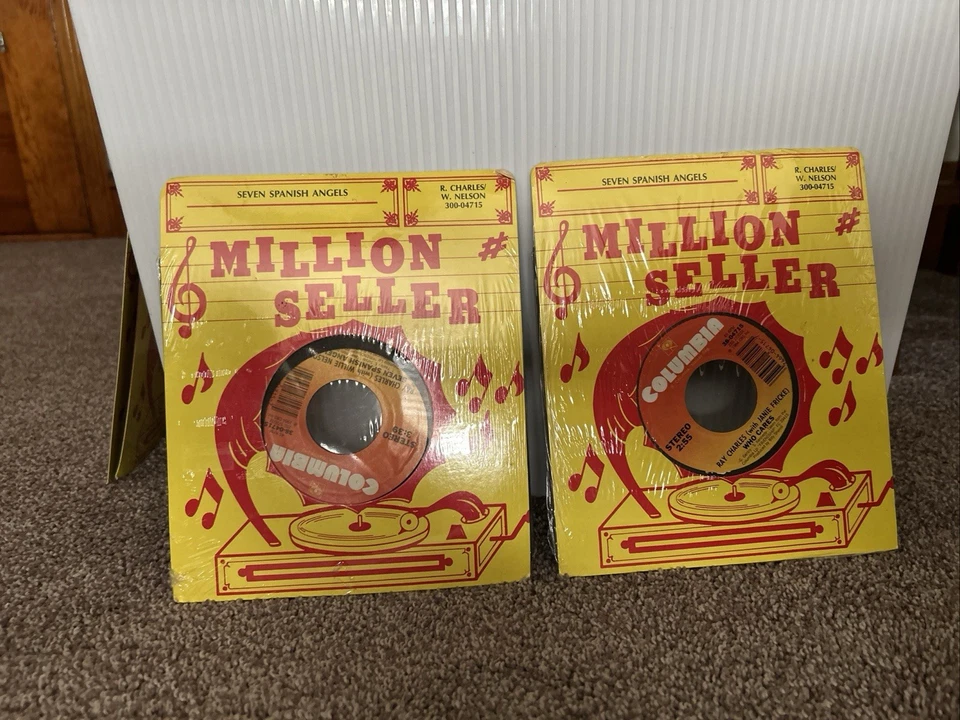 SEVEN SPANISH ANGELS
R. CHARLES/
W. NELSON
300-04715
MILLION
SELLER
COLUMBIA
STEREO
SEVEN SPANISH ANGELS
R. CHARLES/
W. NELSON
300-04715
MILLION
SELLER
COLUMBIA
STEREO
2:55
RAY CHARLES (with JANIE FRICKE)
WHO CARES